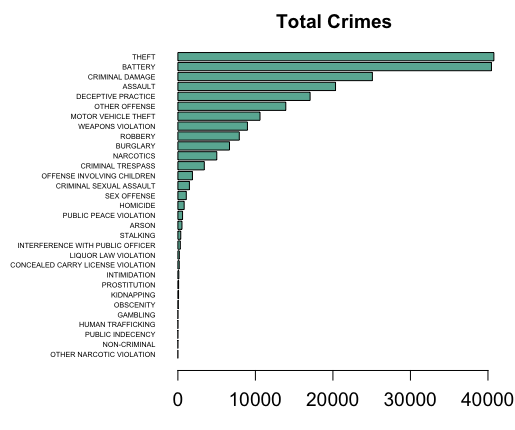 Total Crimes
THEFT
BATTERY
CRIMINAL DAMAGE
ASSAULT
DECEPTIVE PRACTICE
OTHER OFFENSE
MOTOR VEHICLE THEFT
WEAPONS VIOLATION
ROBBERY
BURGLARY
NARCOTICS
CRIMINAL TRESPASS
OFFENSE INVOLVING CHILDREN
CRIMINAL SEXUAL ASSAULT
SEX OFFENSE
HOMICIDE
PUBLIC PEACE VIOLATION
ARSON
STALKING
INTERFERENCE WITH PUBLIC OFFICER
LIQUOR LAW VIOLATION
CONCEALED CARRY LICENSE VIOLATION
INTIMIDATION
PROSTITUTION
KIDNAPPING
OBSCENITY
GAMBLING
HUMAN TRAFFICKING
PUBLIC INDECENCY
NON-CRIMINAL
OTHER NARCOTIC VIOLATION
0 10000 20000 30000 40000